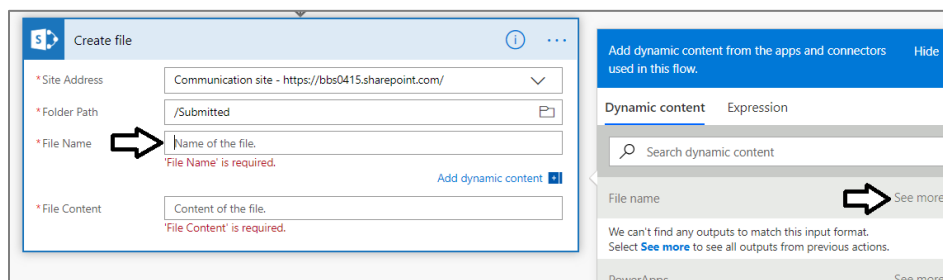 Create file
*Site Address
Communication site - https://bbs0415.sharepoint.com/
*Folder Path
/Submitted
*File Name
Name of the file.
'File Name' is required.
Add dynamic content
*File Content
Content of the file.
'File Content' is required.
Add dynamic content from the apps and connectors
used in this flow.
Hide
Dynamic content
Expression
Search dynamic content
File name
See more
We can't find any outputs to match this input format.
Select See more to see all outputs from previous actions.
PowerApps
See more